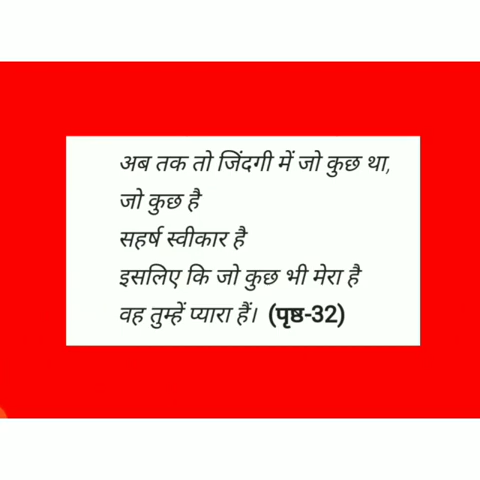 अब तक तो जिंदगी में जो कुछ था,
जो कुछ है
सहर्ष स्वीकार है
इसलिए कि जो कुछ भी मेरा है
वह तुम्हें प्यारा हैं। (पृष्ठ-32)